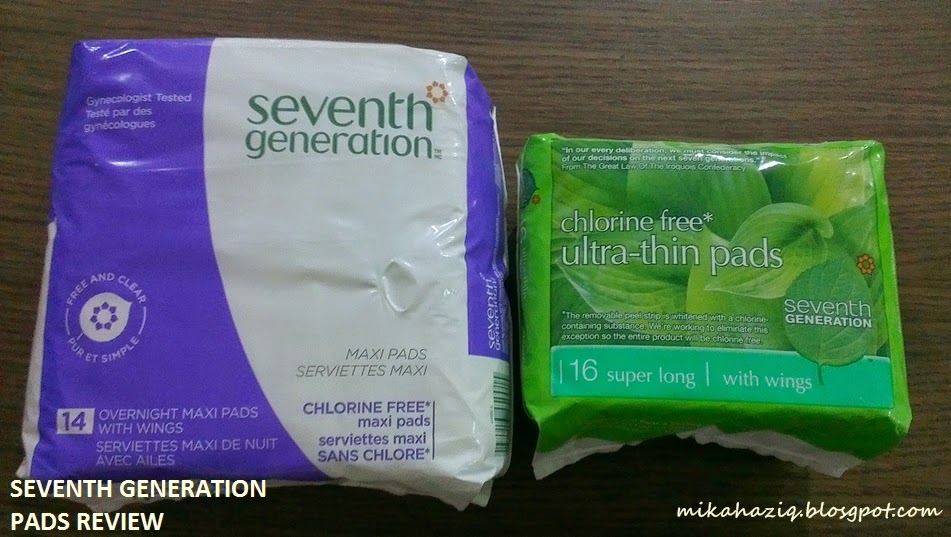 Gynecologist Tested
Testé par des
gynécologues
seventh
generation™
FREE AND CLEAR
PUR ET SIMPLE
MAXI PADS
SERVIETTES MAXI
14 OVERNIGHT MAXI PADS
WITH WINGS
SERVIETTES MAXI DE NUIT
AVEC AILES
CHLORINE FREE*
maxi pads
serviettes maxi
SANS CHLORE*
seventh
generation
"In our every deliberation, we must consider the impact
of our decisions on the next seven generations."
From The Great Law Of The Iroquois Confederacy
chlorine free*
ultra-thin pads
seventh
GENERATION
*The removable peel strip is whitened with a chlorine-
containing substance. We're working to eliminate this
exception so the entire product will be chlorine free.
16 super long | with wings
SEVENTH GENERATION
PADS REVIEW
mikahaziq.blosgpot.com